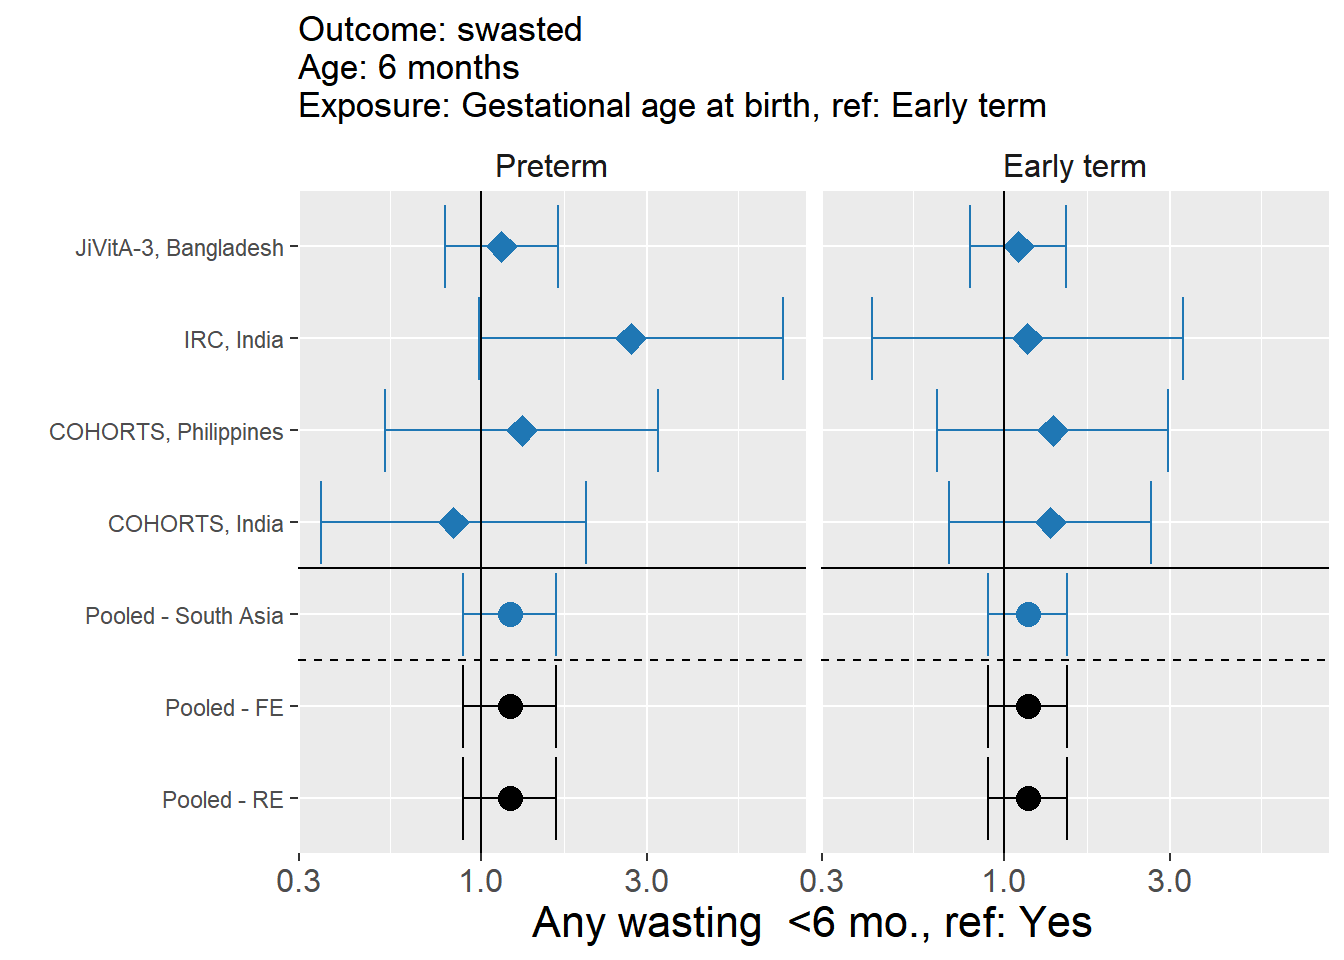 Outcome: swasted
Age: 6 months
Exposure: Gestational age at birth, ref: Early term
Preterm
Early term
JiVitA-3, Bangladesh
IRC, India
COHORTS, Philippines
COHORTS, India
Pooled - South Asia
Pooled - FE
Pooled - RE
0.3 1.0 3.0 0.3 1.0 3.0
Any wasting  <6 mo., ref: Yes